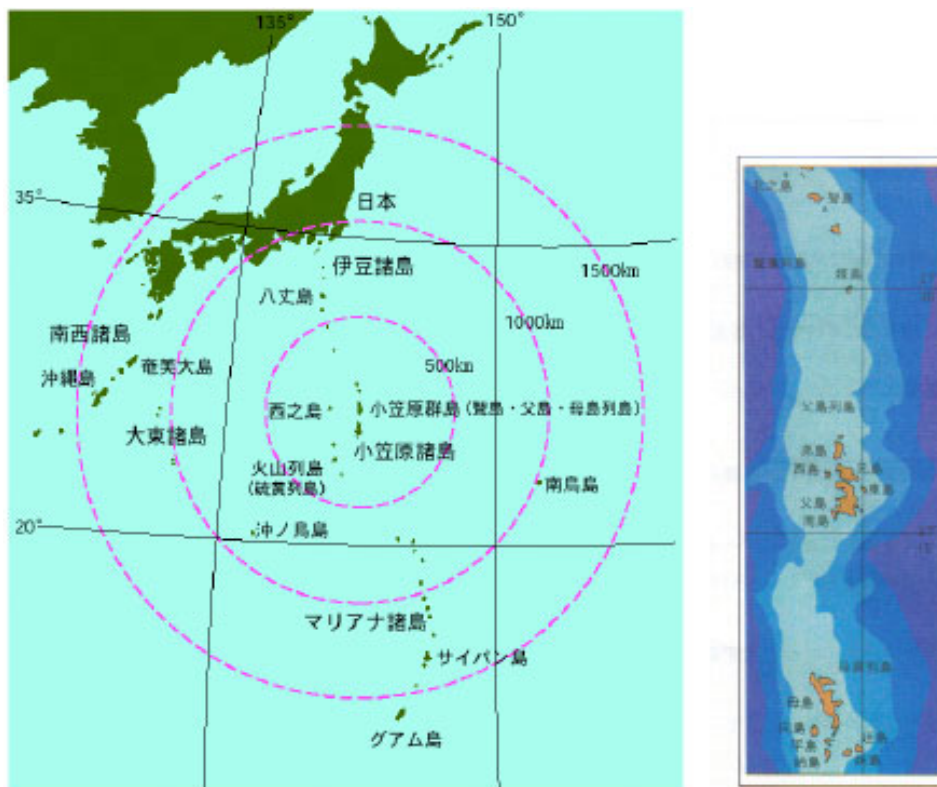 135°
150°
35°
日本
伊豆諸島
1500km
八丈島
1000km
南西諸島
奄美大島
500km
沖縄島
西之島
小笠原群島(聟島・父島・母島列島)
大東諸島
小笠原諸島
火山列島
(硫黄列島)
南鳥島
20°
沖ノ鳥島
マリアナ諸島
サイパン島
グアム島
聟島
父島列島
西島
父島
南島
母島
平島